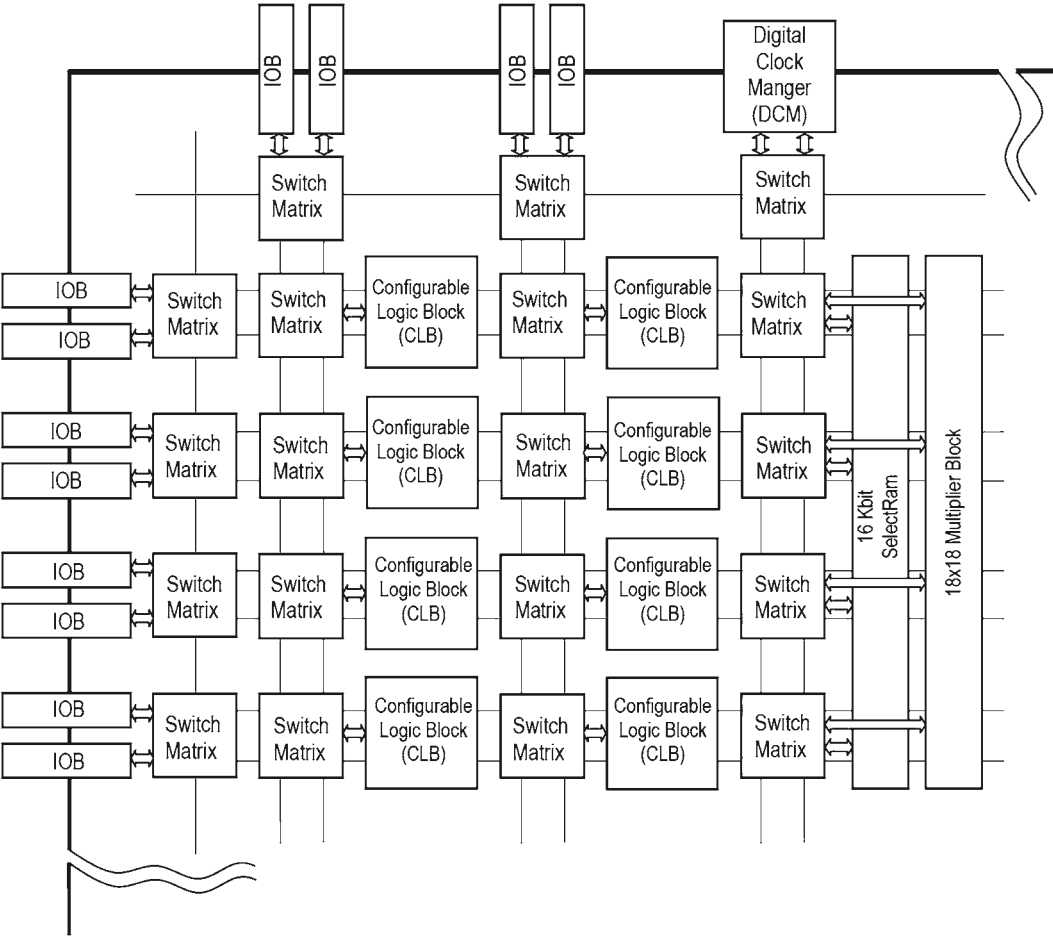 IOB
IOB
IOB
IOB
Digital
Clock
Manger
(DCM)
Switch
Matrix
Switch
Matrix
Switch
Matrix
IOB
IOB
Switch
Matrix
Switch
Matrix
Configurable
Logic Block
(CLB)
Switch
Matrix
Configurable
Logic Block
(CLB)
Switch
Matrix
IOB
IOB
Switch
Matrix
Switch
Matrix
Configurable
Logic Block
(CLB)
Switch
Matrix
Configurable
Logic Block
(CLB)
Switch
Matrix
16 Kbit
SelectRam
18x18 Multiplier Block
IOB
IOB
Switch
Matrix
Switch
Matrix
Configurable
Logic Block
(CLB)
Switch
Matrix
Configurable
Logic Block
(CLB)
Switch
Matrix
IOB
IOB
Switch
Matrix
Switch
Matrix
Configurable
Logic Block
(CLB)
Switch
Matrix
Configurable
Logic Block
(CLB)
Switch
Matrix